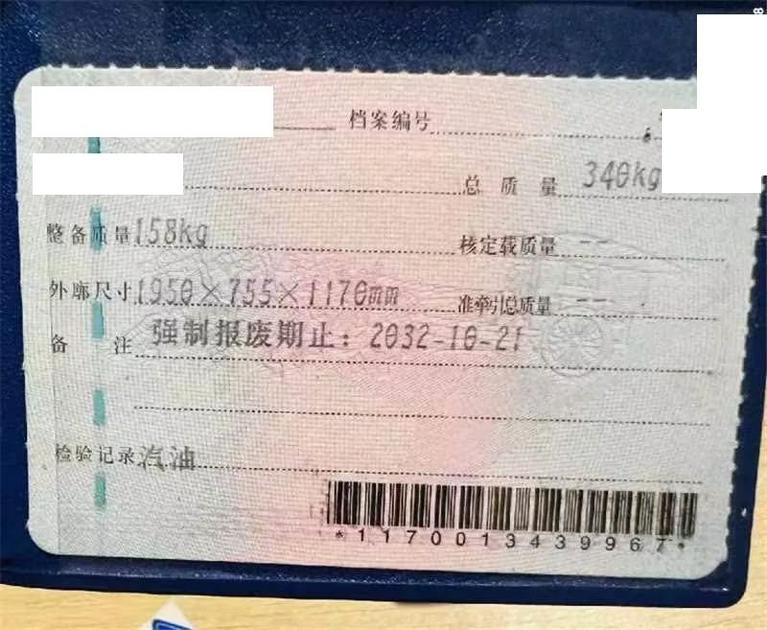 档案编号
总质量 340kg
整备质量 158kg 核定载质量 --
外廓尺寸 1950×755×1170mm 准牵引总质量 --
备注 强制报废期止：2032-10-21
检验记录 汽油
*1170013439967*